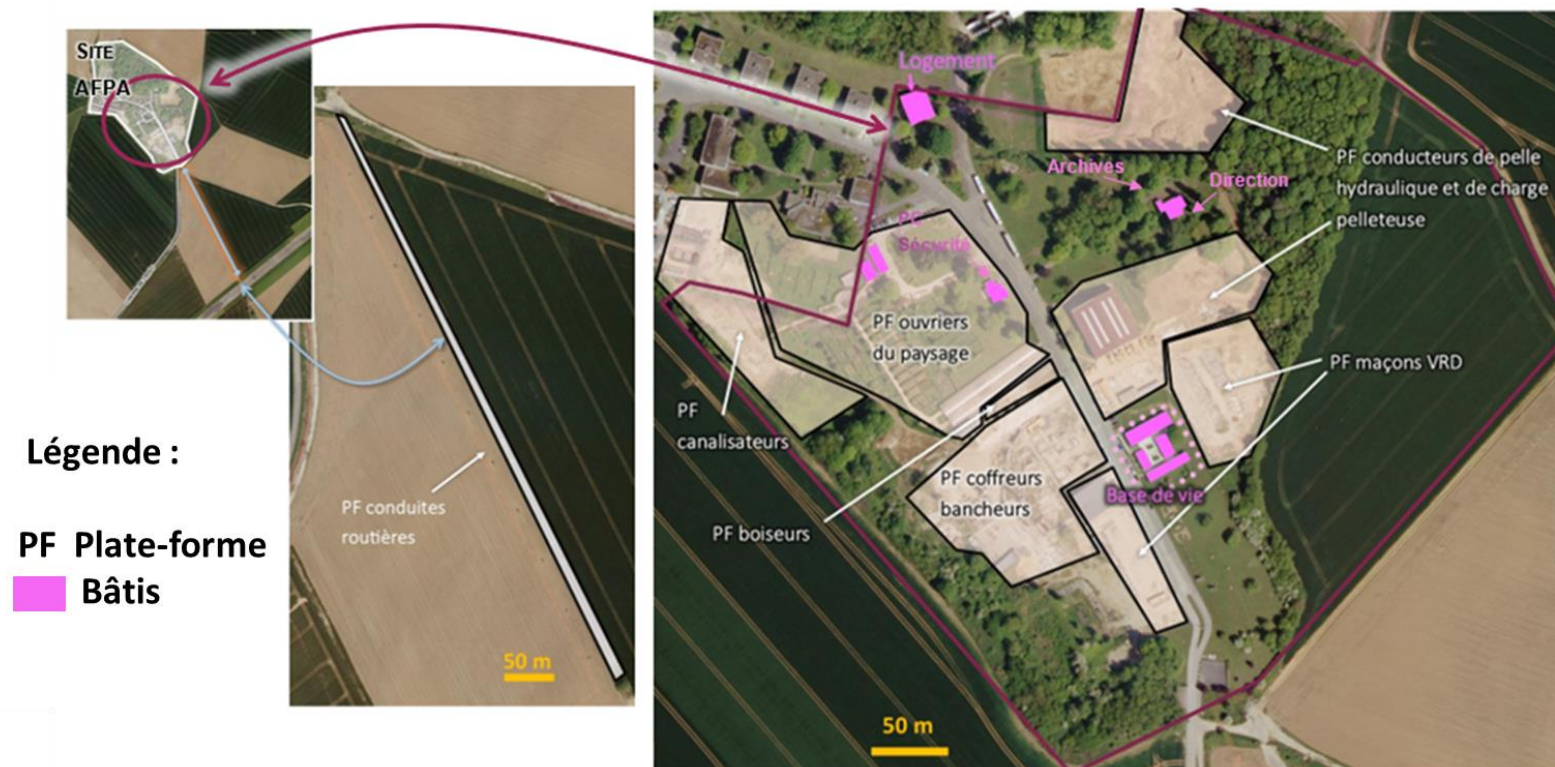 SITE
AFPA
Légende :
PF Plate-forme
Bâtis
PF conduites
routières
50 m
Logement
Archives
Direction
PF conducteurs de pelle
hydraulique et de charge
pelleteuse
PC
Sécurité
PF ouvriers
du paysage
PF maçons VRD
PF
canalisateurs
PF coffreurs
bancheurs
Base de vie
PF boiseurs
50 m